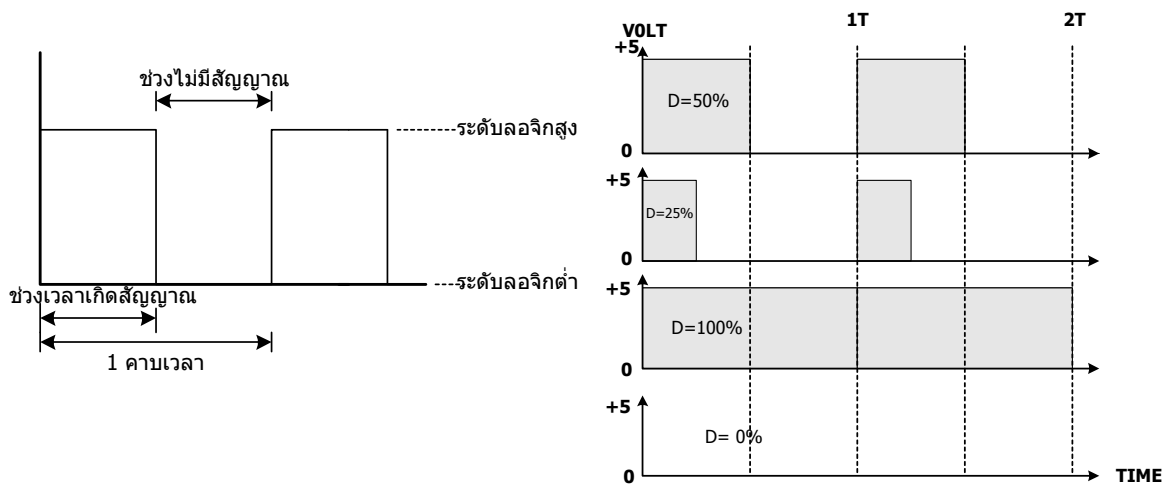 ช่วงไม่มีสัญญาณ
ระดับลอจิกสูง
ระดับลอจิกต่ำ
ช่วงเวลาเกิดสัญญาณ
1 คาบเวลา
1T
2T
V0LT
+5
D=50%
0
+5
D=25%
0
+5
D=100%
0
+5
D= 0%
0
TIME